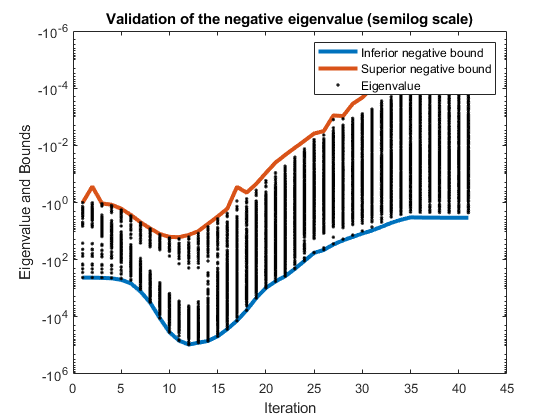 Validation of the negative eigenvalue (semilog scale)
-10^-6
-10^-4
-10^-2
-10^0
-10^2
-10^4
-10^6
Eigenvalue and Bounds
Inferior negative bound
Superior negative bound
Eigenvalue
0 5 10 15 20 25 30 35 40 45
Iteration